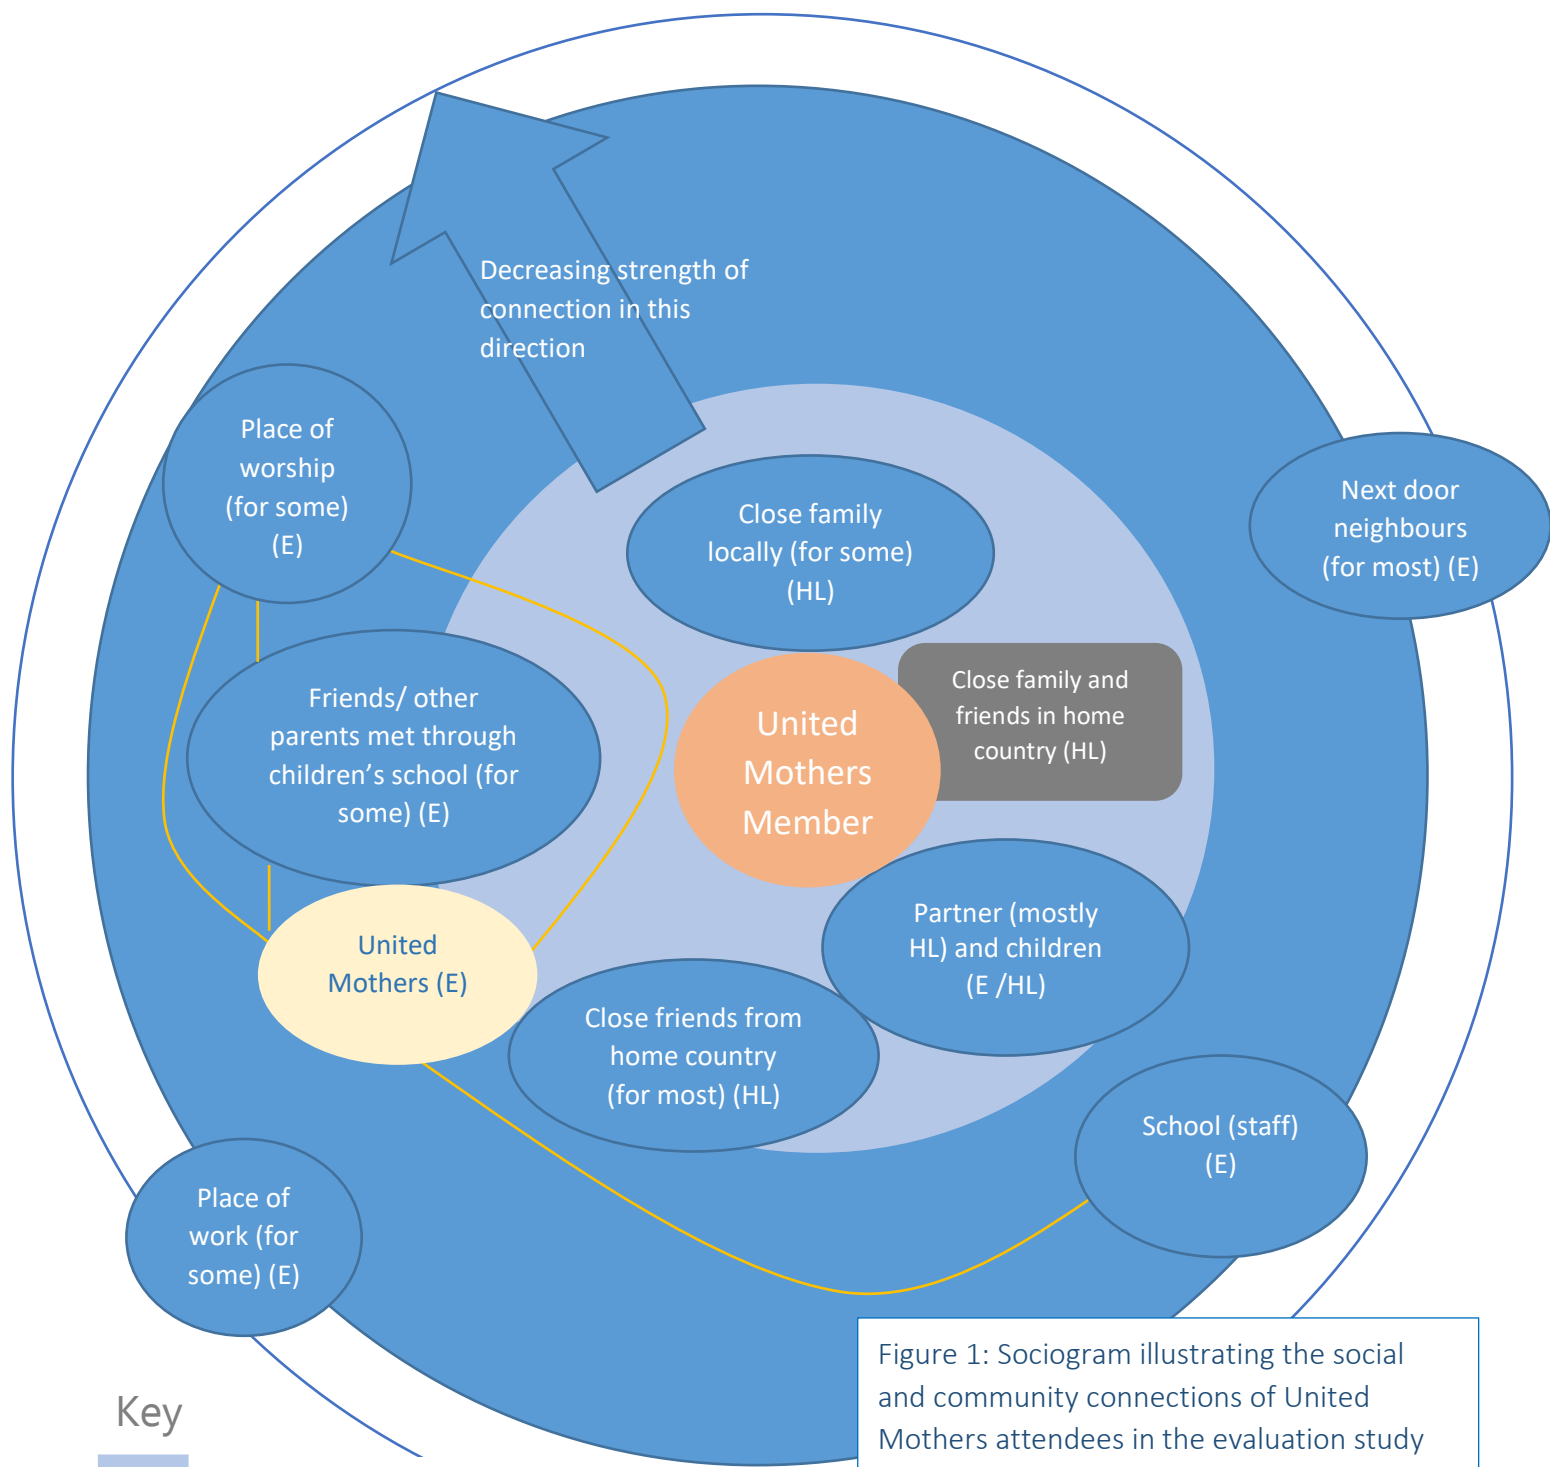 Decreasing strength of
connection in this
direction
Place of
worship
(for some)
(E)
Close family
locally (for some)
(HL)
Next door
neighbours
(for most) (E)
Friends/ other
parents met through
children’s school (for
some) (E)
United
Mothers
Member
Close family and
friends in home
country (HL)
United
Mothers (E)
Partner (mostly
HL) and children
(E /HL)
Close friends from
home country
(for most) (HL)
School (staff)
(E)
Place of
work (for
some) (E)
Key
Figure 1: Sociogram illustrating the social
and community connections of United
Mothers attendees in the evaluation study